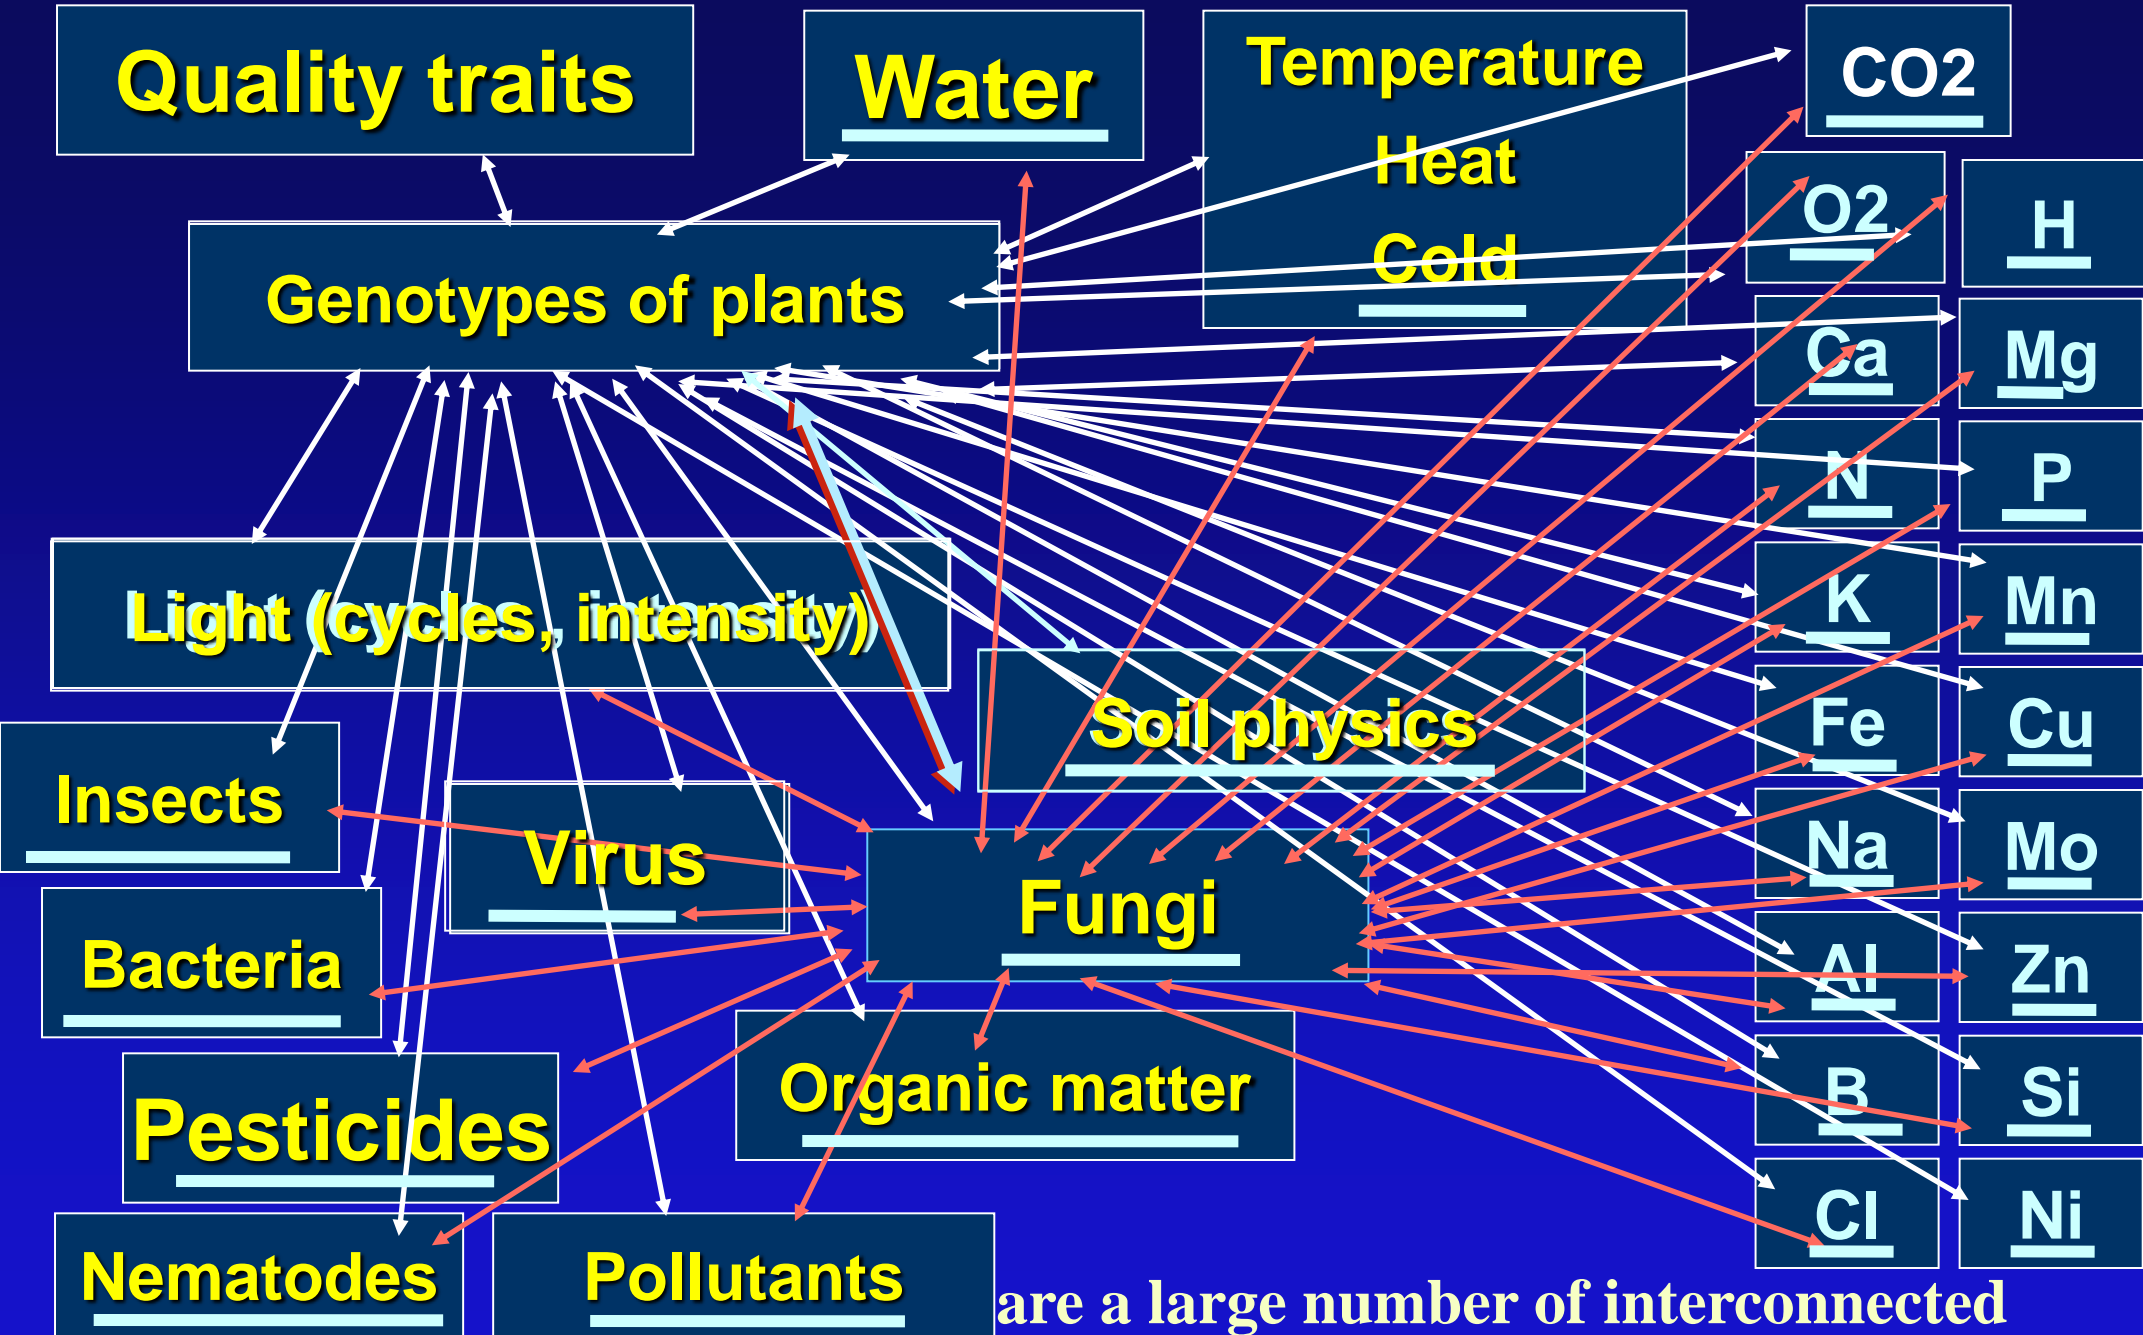 Quality traits
Water
Temperature
Heat
Cold
CO2
O2
H
Genotypes of plants
Ca
Mg
N
P
Light (cycles, intensity)
K
Mn
Soil physics
Fe
Cu
Insects
Virus
Na
Mo
Fungi
Bacteria
Al
Zn
Organic matter
B
Si
Pesticides
Cl
Ni
Nematodes
Pollutants
are a large number of interconnected